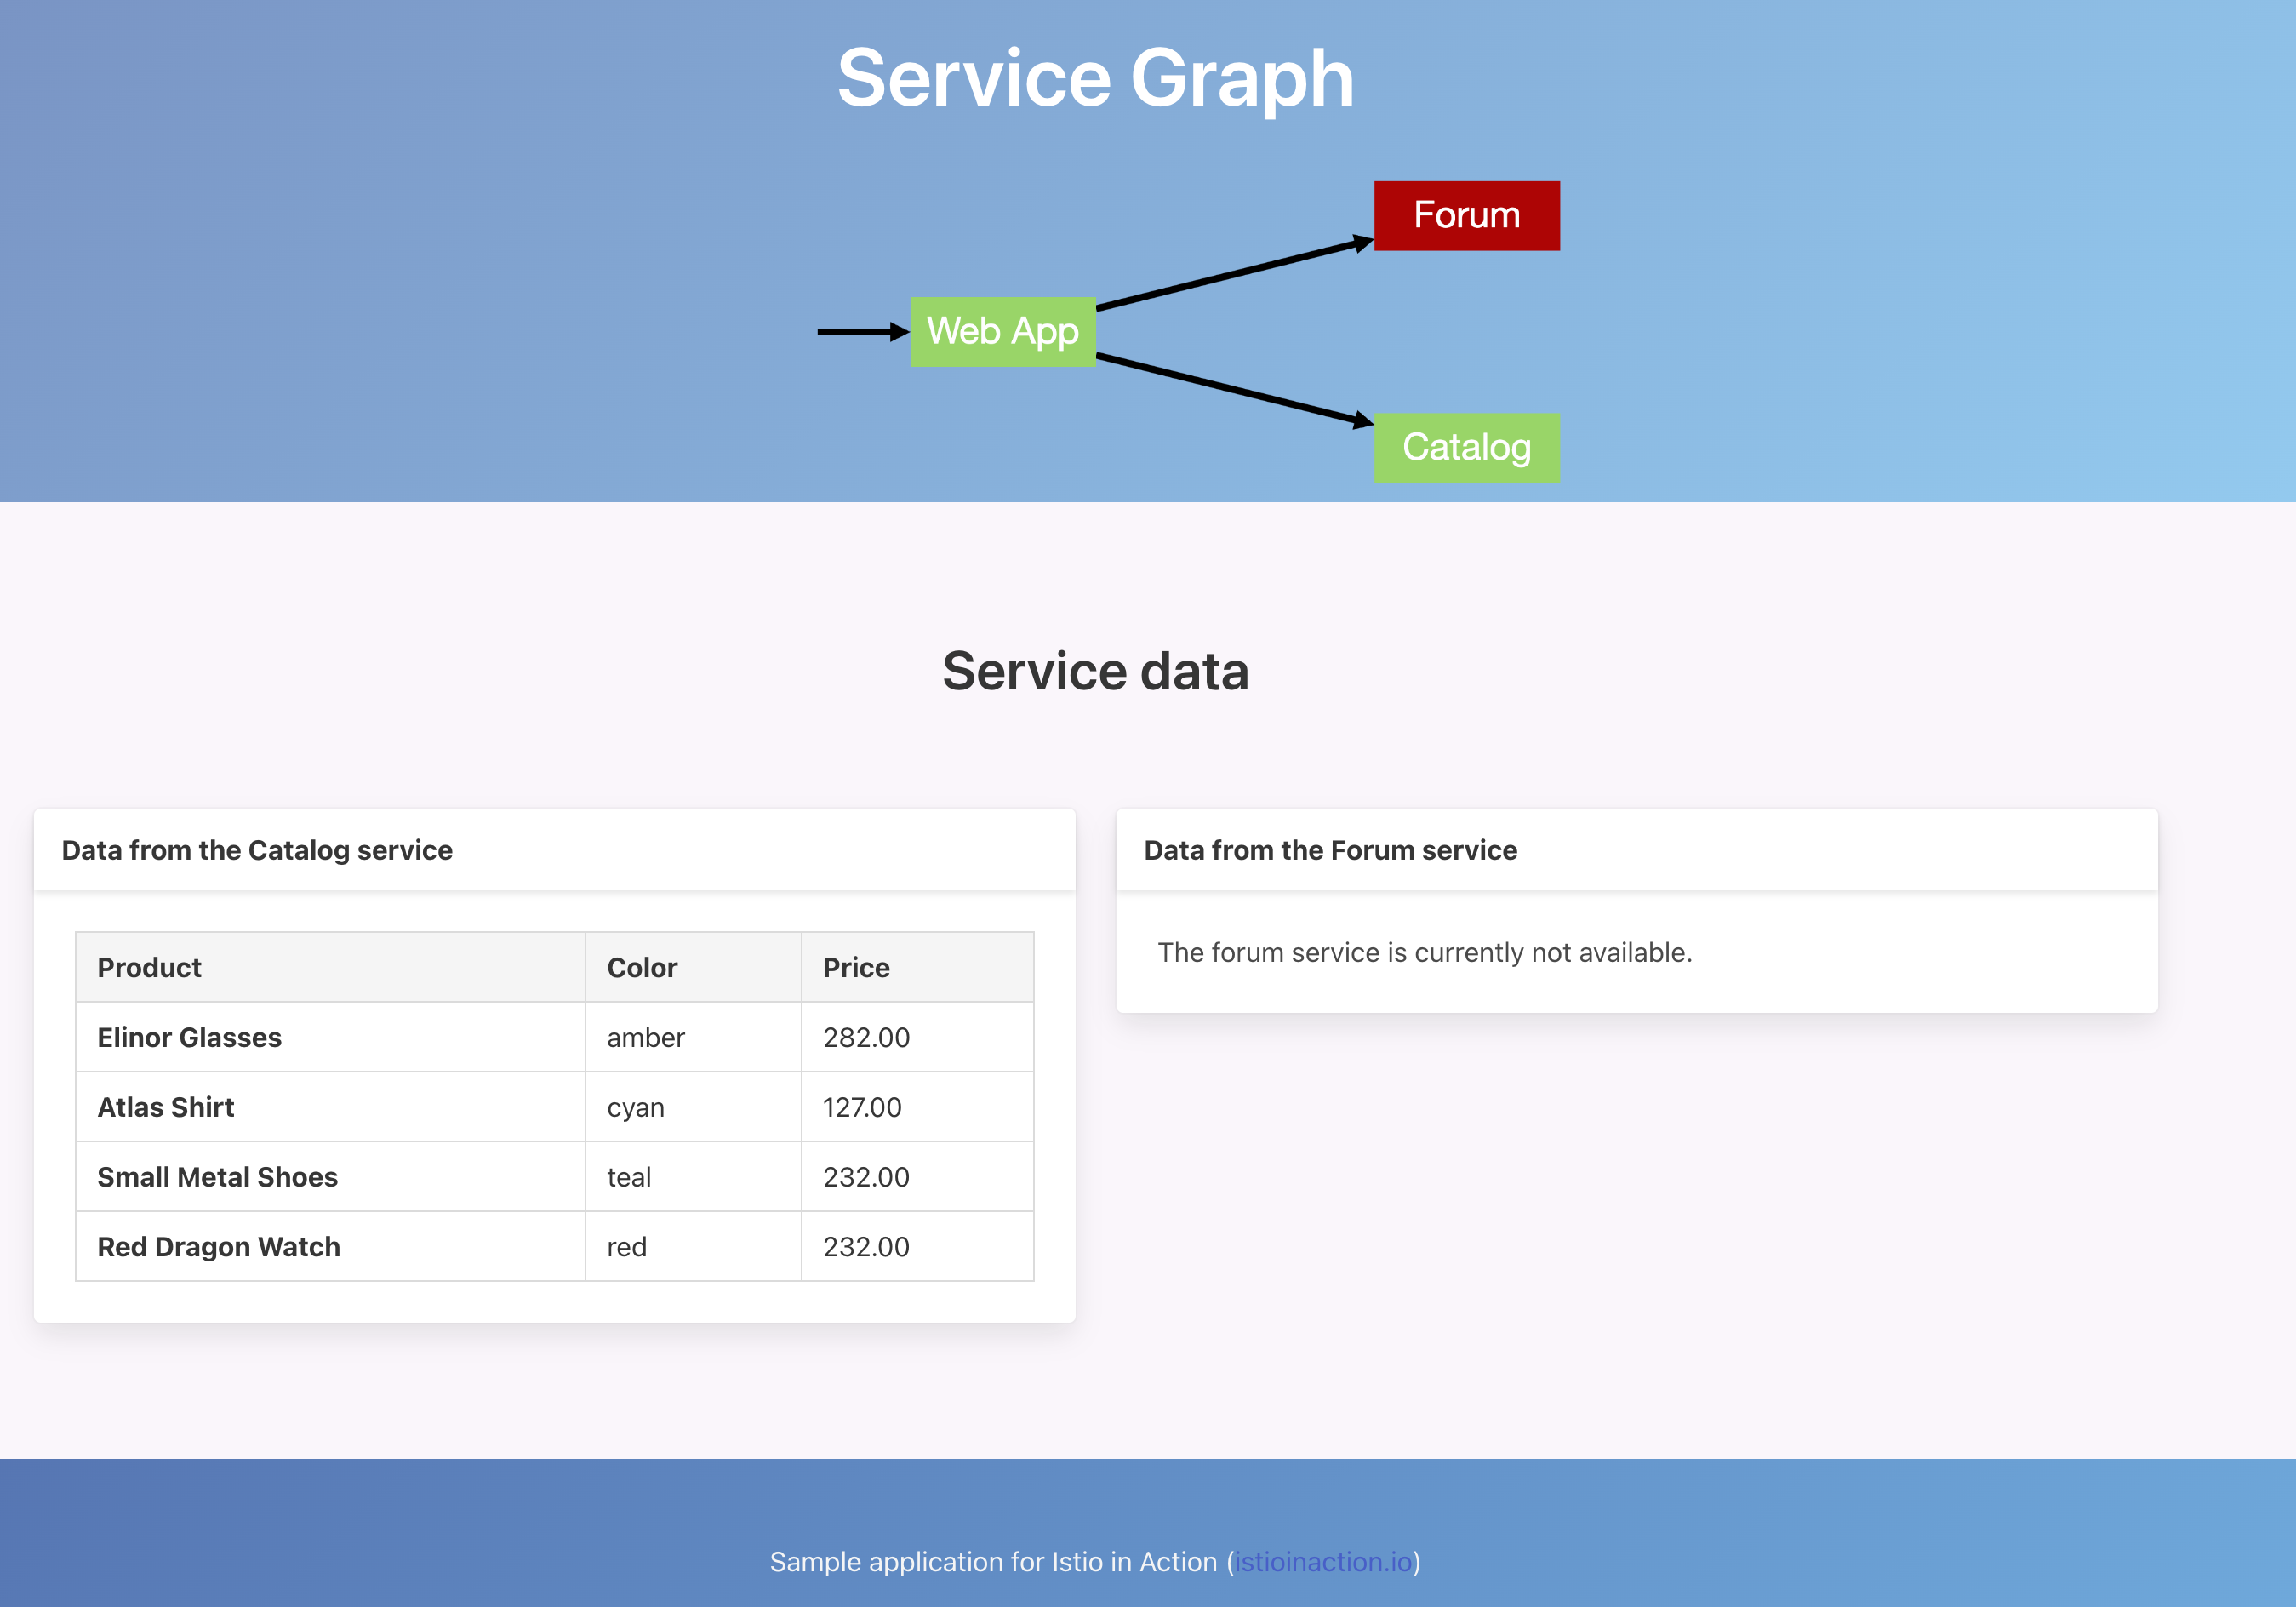 Service Graph
Forum
Web App
Catalog
Service data
Data from the Catalog service
Product Color Price
Elinor Glasses amber 282.00
Atlas Shirt cyan 127.00
Small Metal Shoes teal 232.00
Red Dragon Watch red 232.00
Data from the Forum service
The forum service is currently not available.
Sample application for Istio in Action (istioinaction.io)